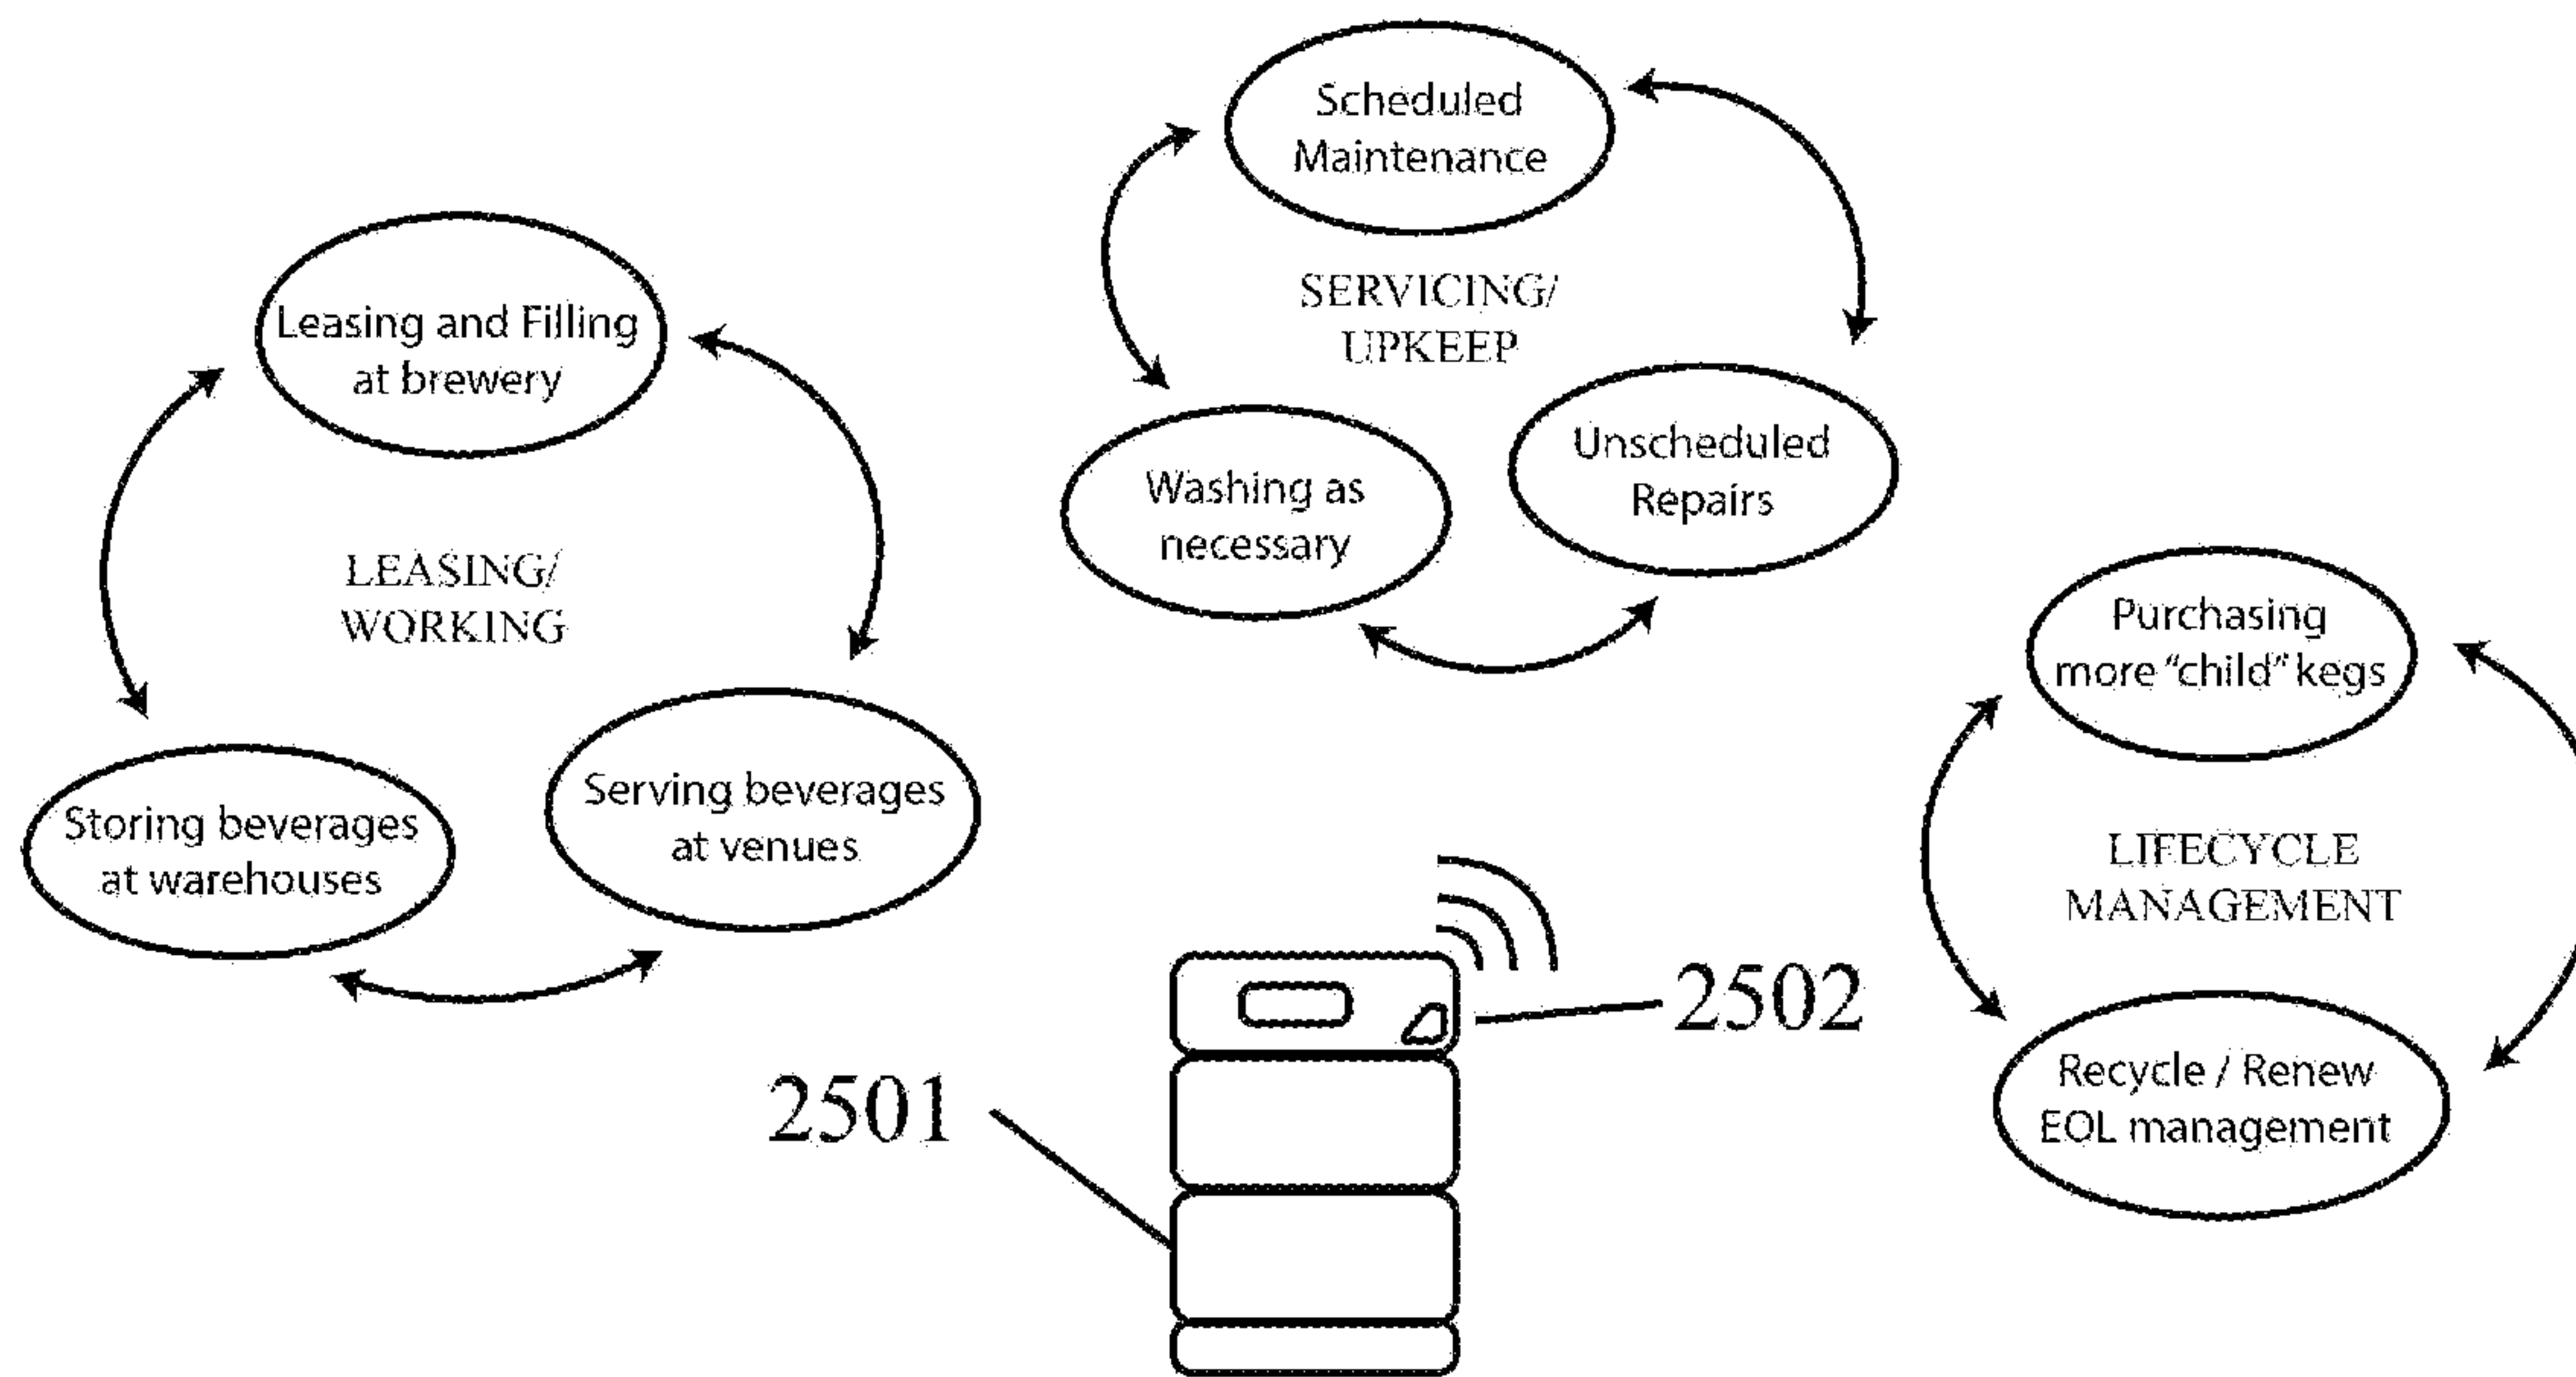 Scheduled
Maintenance
SERVICING/
UPKEEP
Washing as
necessary
Unscheduled
Repairs
Leasing and Filling
at brewery
LEASING/
WORKING
Storing beverages
at warehouses
Serving beverages
at venues
Purchasing
more “child” kegs
LIFECYCLE
MANAGEMENT
Recycle / Renew
EOL management
2501
2502